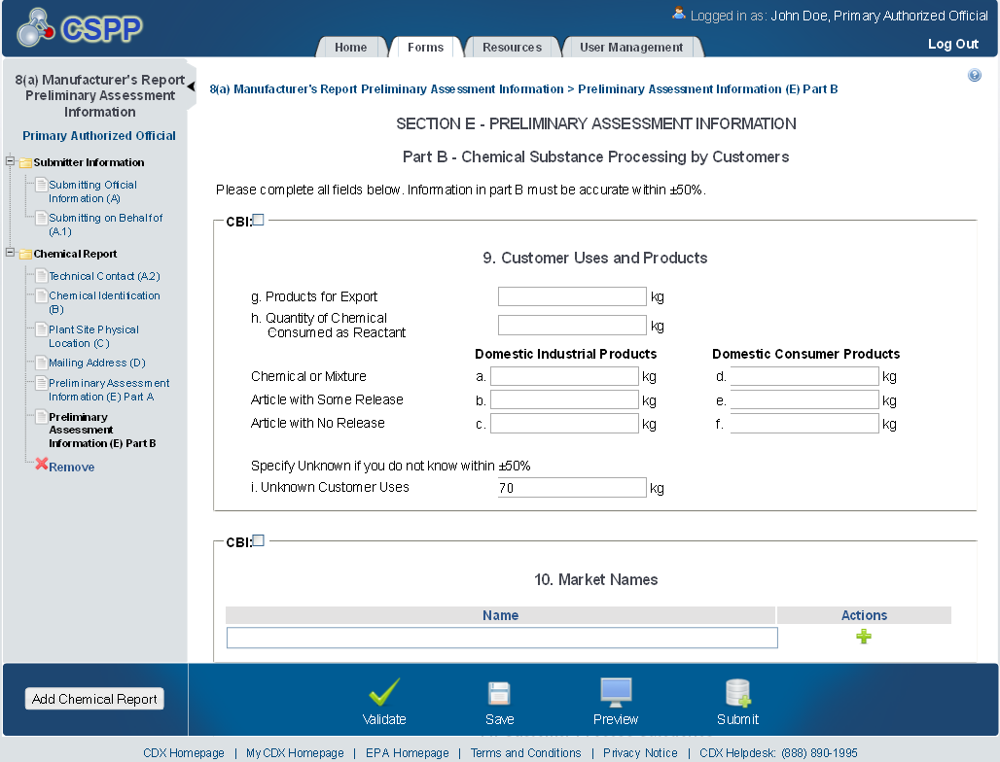 CSPP
Logged in as: John Doe, Primary Authorized Official
Home
Forms
Resources
User Management
Log Out
8(a) Manufacturer's Report
Preliminary Assessment
Information
Primary Authorized Official
Submitter Information
Submitting Official
Information (A)
Submitting on Behalf of
(A.1)
Chemical Report
Technical Contact (A.2)
Chemical Identification
(B)
Plant Site Physical
Location (C)
Mailing Address (D)
Preliminary Assessment
Information (E) Part A
Preliminary
Assessment
Information (E) Part B
Remove
8(a) Manufacturer's Report Preliminary Assessment Information > Preliminary Assessment Information (E) Part B
SECTION E - PRELIMINARY ASSESSMENT INFORMATION
Part B - Chemical Substance Processing by Customers
Please complete all fields below. Information in part B must be accurate within ±50%.
CBI:
9. Customer Uses and Products
g. Products for Export kg
h. Quantity of Chemical
Consumed as Reactant kg
Domestic Industrial Products Domestic Consumer Products
Chemical or Mixture a. kg d. kg
Article with Some Release b. kg e. kg
Article with No Release c. kg f. kg
Specify Unknown if you do not know within ±50%
i. Unknown Customer Uses 70 kg
CBI:
10. Market Names
Name Actions
Add Chemical Report
Validate
Save
Preview
Submit
CDX Homepage | MyCDX Homepage | EPA Homepage | Terms and Conditions | Privacy Notice | CDX Helpdesk: (888) 890-1995